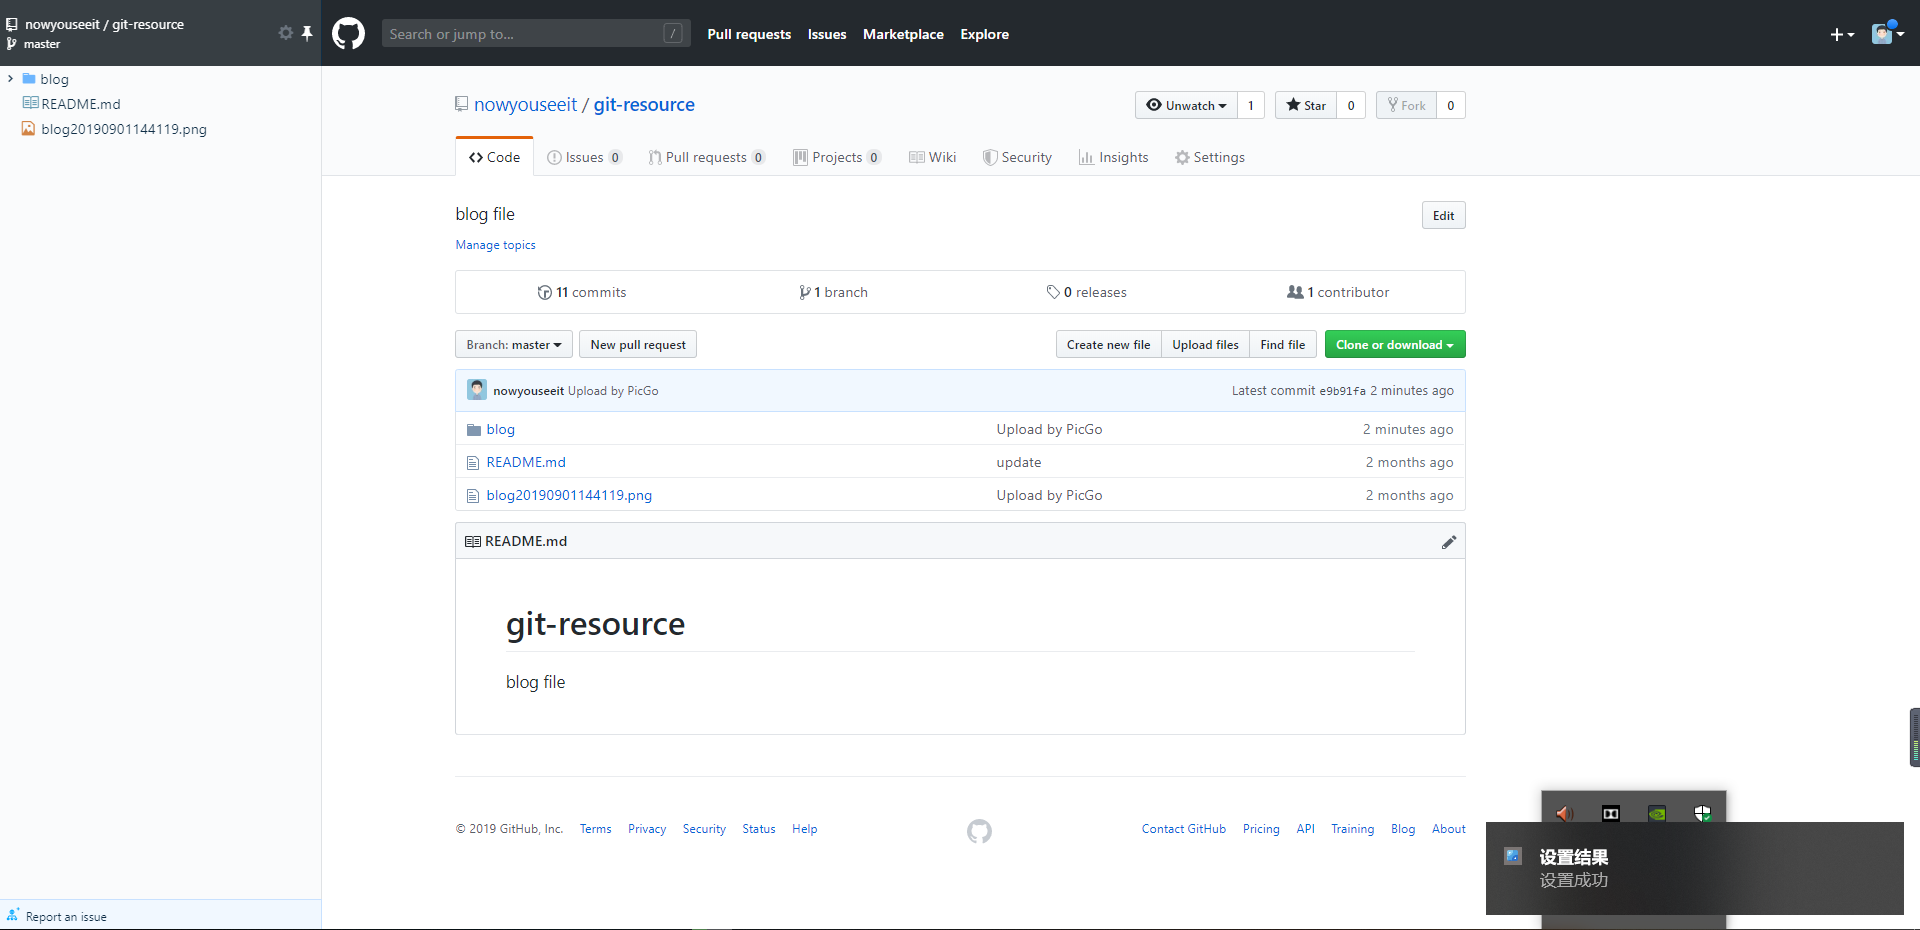 nowyouseeit / git-resource
master
blog
README.md
blog20190901144119.png
Report an issue
Search or jump to... /
Pull requests Issues Marketplace Explore
nowyouseeit / git-resource
Unwatch 1 Star 0 Fork 0
Code Issues 0 Pull requests 0 Projects 0 Wiki Security Insights Settings
blog file
Edit
Manage topics
11 commits 1 branch 0 releases 1 contributor
Branch: master New pull request Create new file Upload files Find file Clone or download
nowyouseeit Upload by PicGo Latest commit e9b91fa 2 minutes ago
blog Upload by PicGo 2 minutes ago
README.md update 2 months ago
blog20190901144119.png Upload by PicGo 2 months ago
README.md
git-resource
blog file
© 2019 GitHub, Inc. Terms Privacy Security Status Help Contact GitHub Pricing API Training Blog About
设置结果
设置成功